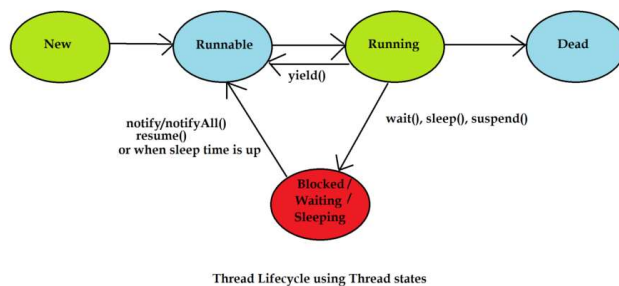 New
Runnable
Running
Dead
yield()
notify/notifyAll()
resume()
or when sleep time is up
wait(), sleep(), suspend()
Blocked /
Waiting /
Sleeping
Thread Lifecycle using Thread states